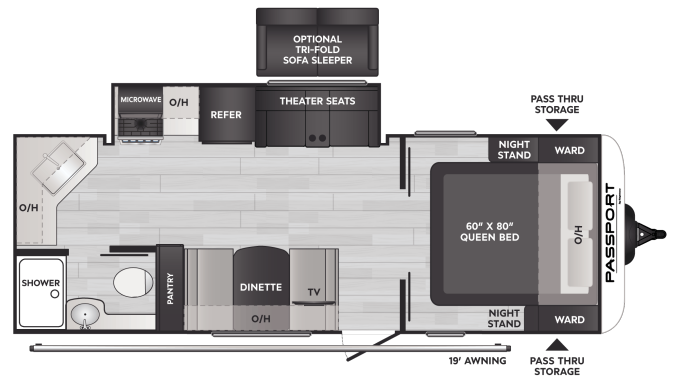 OPTIONAL
TRI-FOLD
SOFA SLEEPER
MICROWAVE
O/H
REFER
THEATER SEATS
PASS THRU
STORAGE
NIGHT
STAND
WARD
O/H
60" X 80"
QUEEN BED
O/H
PASSPORT
SHOWER
PANTRY
DINETTE
TV
O/H
NIGHT
STAND
WARD
19' AWNING
PASS THRU
STORAGE